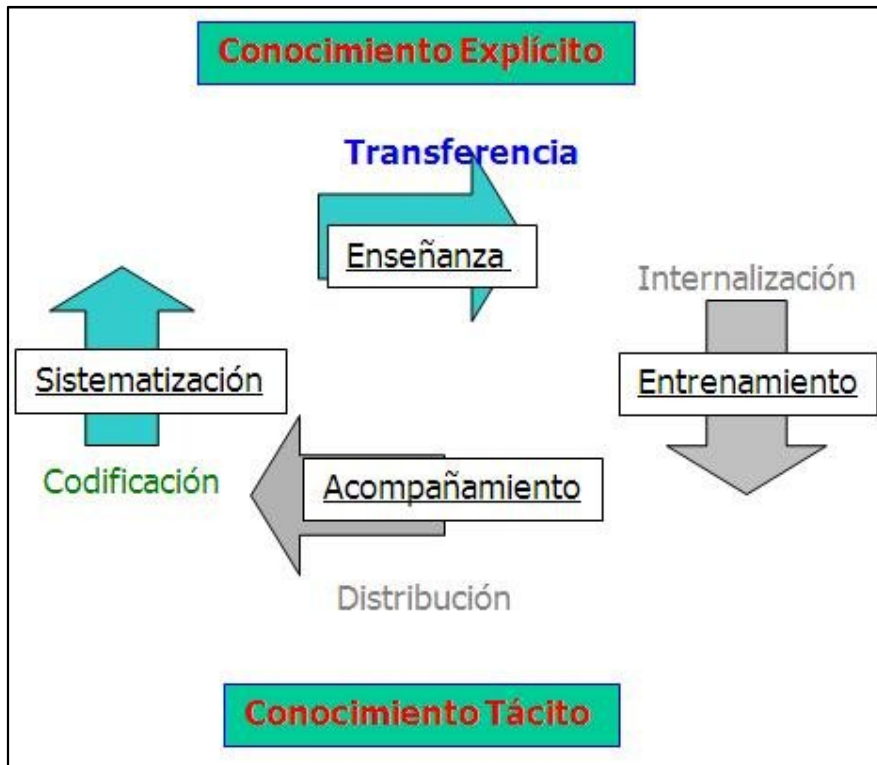 Conocimiento Explícito
Transferencia
Enseñanza
Internalización
Sistematización
Entrenamiento
Codificación
Acompañamiento
Distribución
Conocimiento Tácito